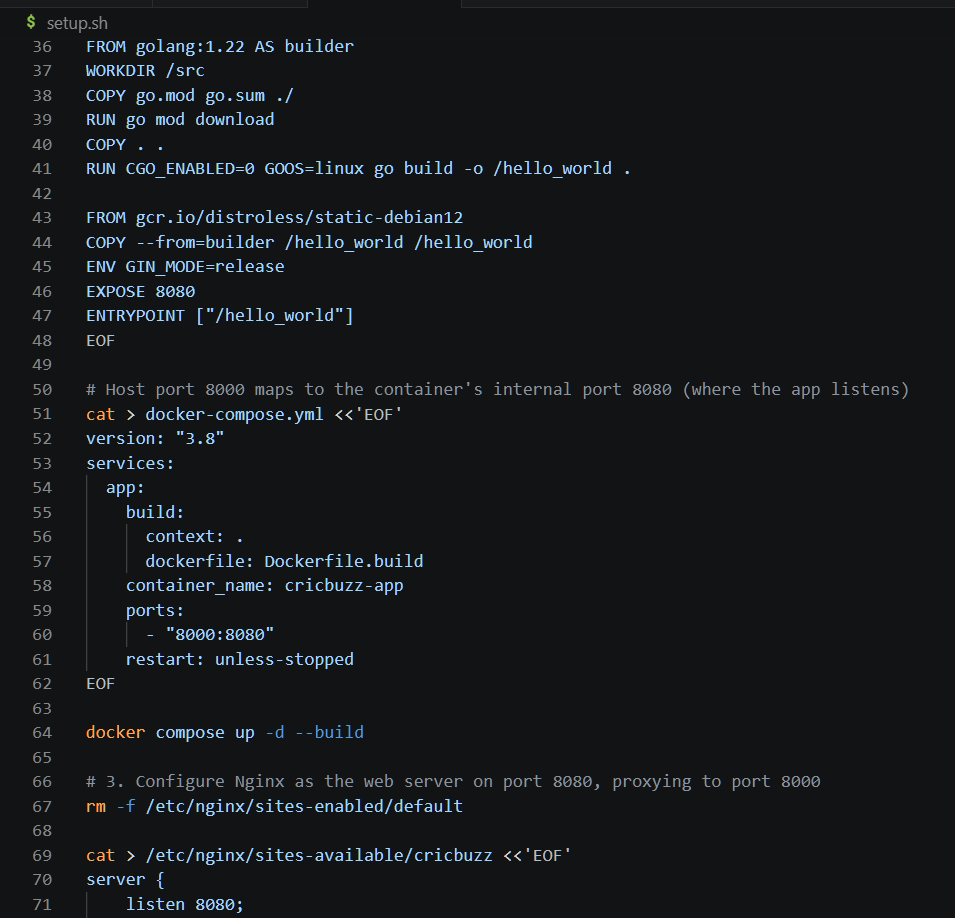 $ setup.sh
36 FROM golang:1.22 AS builder
37 WORKDIR /src
38 COPY go.mod go.sum ./
39 RUN go mod download
40 COPY . .
41 RUN CGO_ENABLED=0 GOOS=linux go build -o /hello_world .
42
43 FROM gcr.io/distroless/static-debian12
44 COPY --from=builder /hello_world /hello_world
45 ENV GIN_MODE=release
46 EXPOSE 8080
47 ENTRYPOINT ["/hello_world"]
48 EOF
49
50 # Host port 8000 maps to the container's internal port 8080 (where the app listens)
51 cat > docker-compose.yml <<'EOF'
52 version: "3.8"
53 services:
54   app:
55     build:
56       context: .
57       dockerfile: Dockerfile.build
58     container_name: cricbuzz-app
59     ports:
60       - "8000:8080"
61     restart: unless-stopped
62 EOF
63
64 docker compose up -d --build
65
66 # 3. Configure Nginx as the web server on port 8080, proxying to port 8000
67 rm -f /etc/nginx/sites-enabled/default
68
69 cat > /etc/nginx/sites-available/cricbuzz <<'EOF'
70 server {
71     listen 8080;